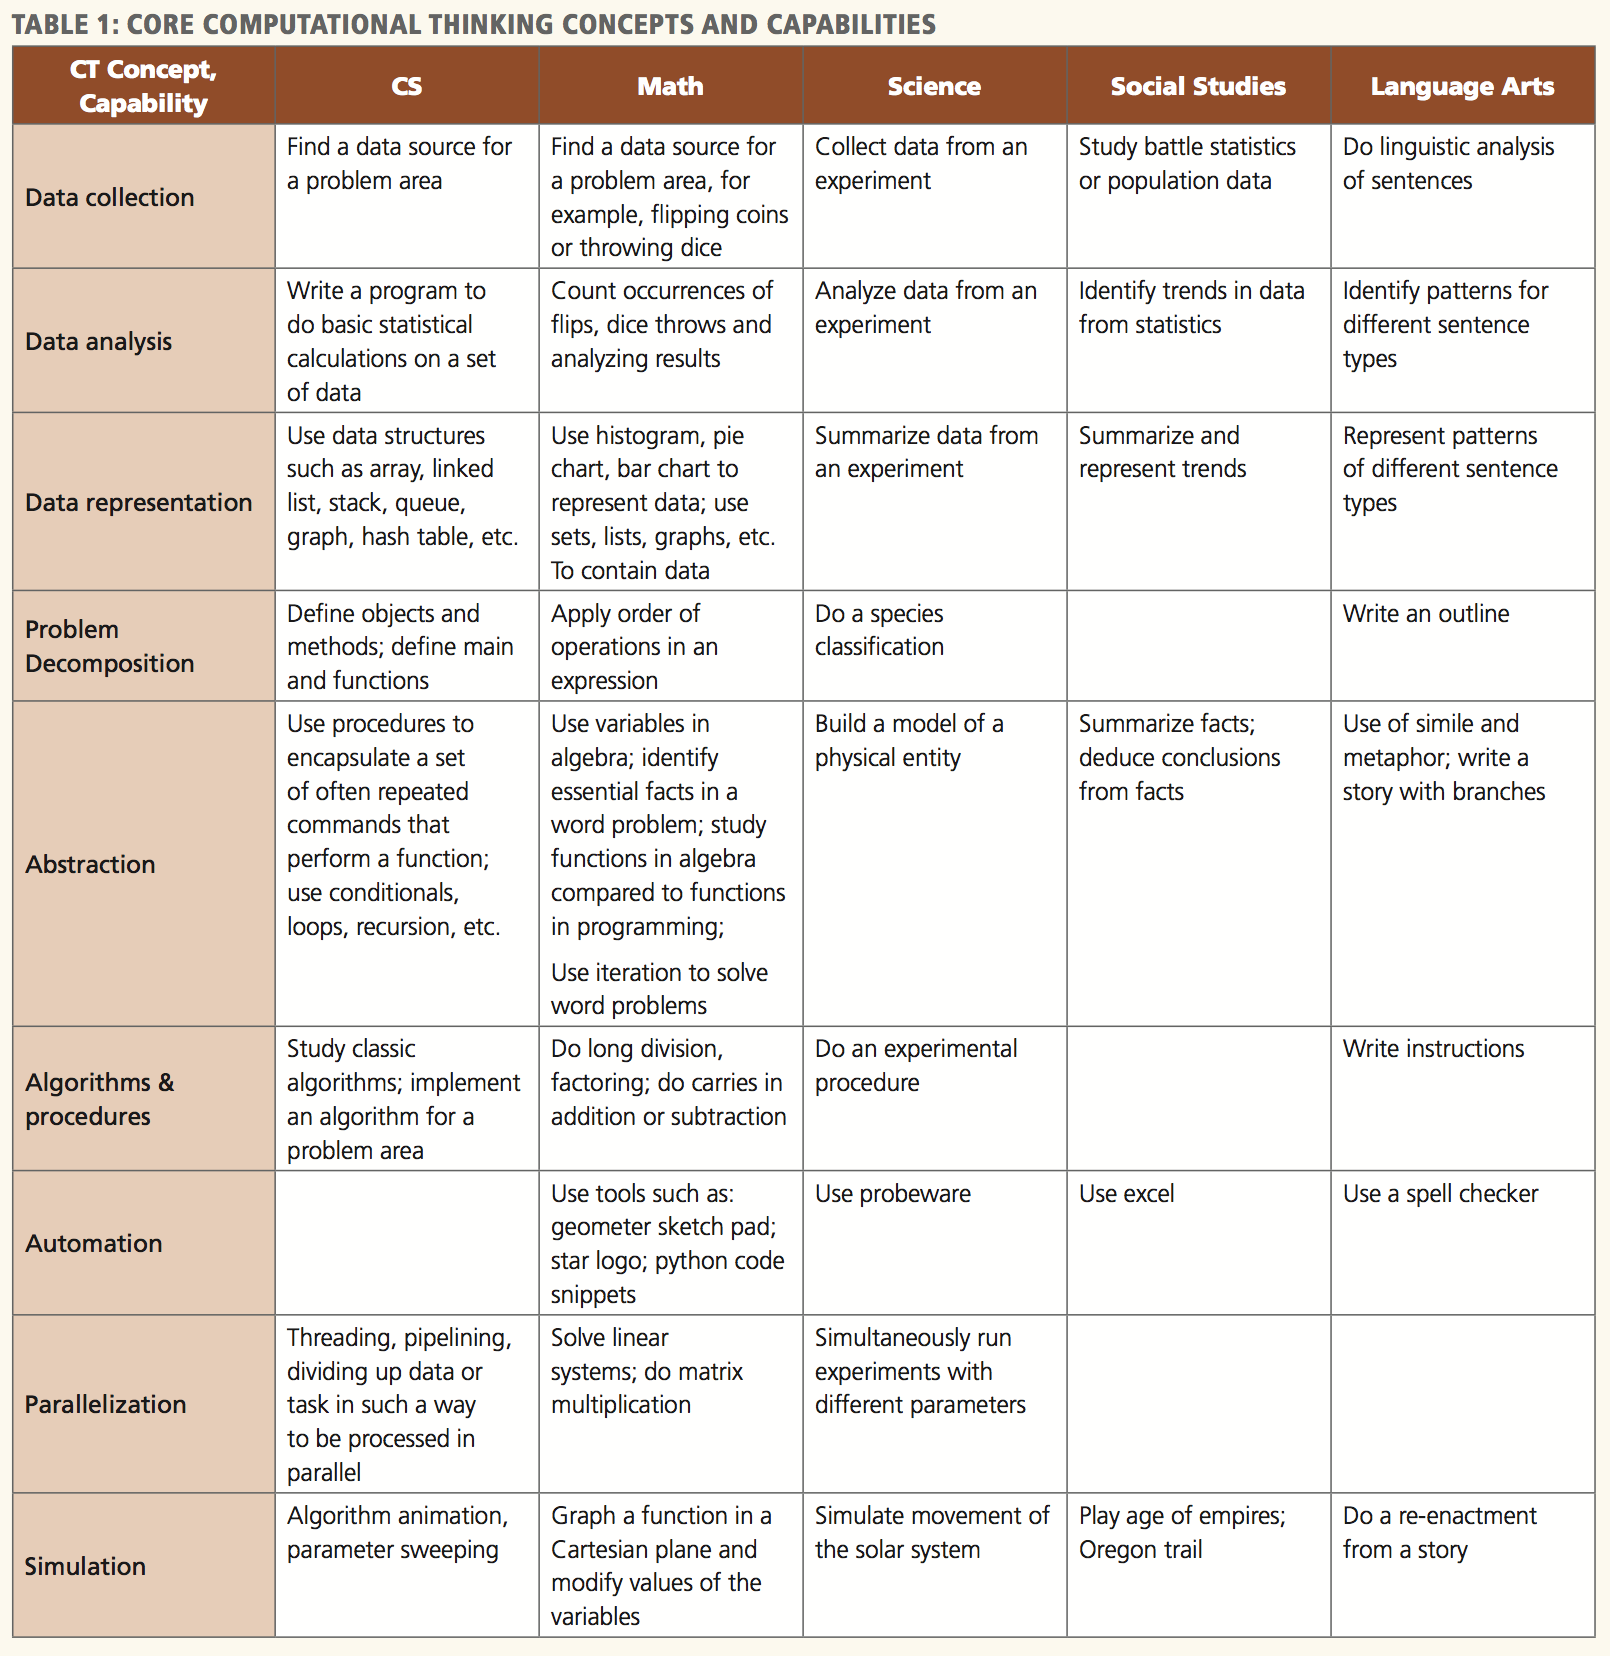 TABLE 1: CORE COMPUTATIONAL THINKING CONCEPTS AND CAPABILITIES
CT Concept,
Capability
CS
Math
Science
Social Studies
Language Arts
Data collection
Find a data source for
a problem area
Find a data source for
a problem area, for
example, flipping coins
or throwing dice
Collect data from an
experiment
Study battle statistics
or population data
Do linguistic analysis
of sentences
Data analysis
Write a program to
do basic statistical
calculations on a set
of data
Count occurrences of
flips, dice throws and
analyzing results
Analyze data from an
experiment
Identify trends in data
from statistics
Identify patterns for
different sentence
types
Data representation
Use data structures
such as array, linked
list, stack, queue,
graph, hash table, etc.
Use histogram, pie
chart, bar chart to
represent data; use
sets, lists, graphs, etc.
To contain data
Summarize data from
an experiment
Summarize and
represent trends
Represent patterns
of different sentence
types
Problem
Decomposition
Define objects and
methods; define main
and functions
Apply order of
operations in an
expression
Do a species
classification
Write an outline
Abstraction
Use procedures to
encapsulate a set
of often repeated
commands that
perform a function;
use conditionals,
loops, recursion, etc.
Use variables in
algebra; identify
essential facts in a
word problem; study
functions in algebra
compared to functions
in programming;
Use iteration to solve
word problems
Build a model of a
physical entity
Summarize facts;
deduce conclusions
from facts
Use of simile and
metaphor; write a
story with branches
Algorithms &
procedures
Study classic
algorithms; implement
an algorithm for a
problem area
Do long division,
factoring; do carries in
addition or subtraction
Do an experimental
procedure
Write instructions
Automation
Use tools such as:
geometer sketch pad;
star logo; python code
snippets
Use probeware
Use excel
Use a spell checker
Parallelization
Threading, pipelining,
dividing up data or
task in such a way
to be processed in
parallel
Solve linear
systems; do matrix
multiplication
Simultaneously run
experiments with
different parameters
Simulation
Algorithm animation,
parameter sweeping
Graph a function in a
Cartesian plane and
modify values of the
variables
Simulate movement of
the solar system
Play age of empires;
Oregon trail
Do a re-enactment
from a story